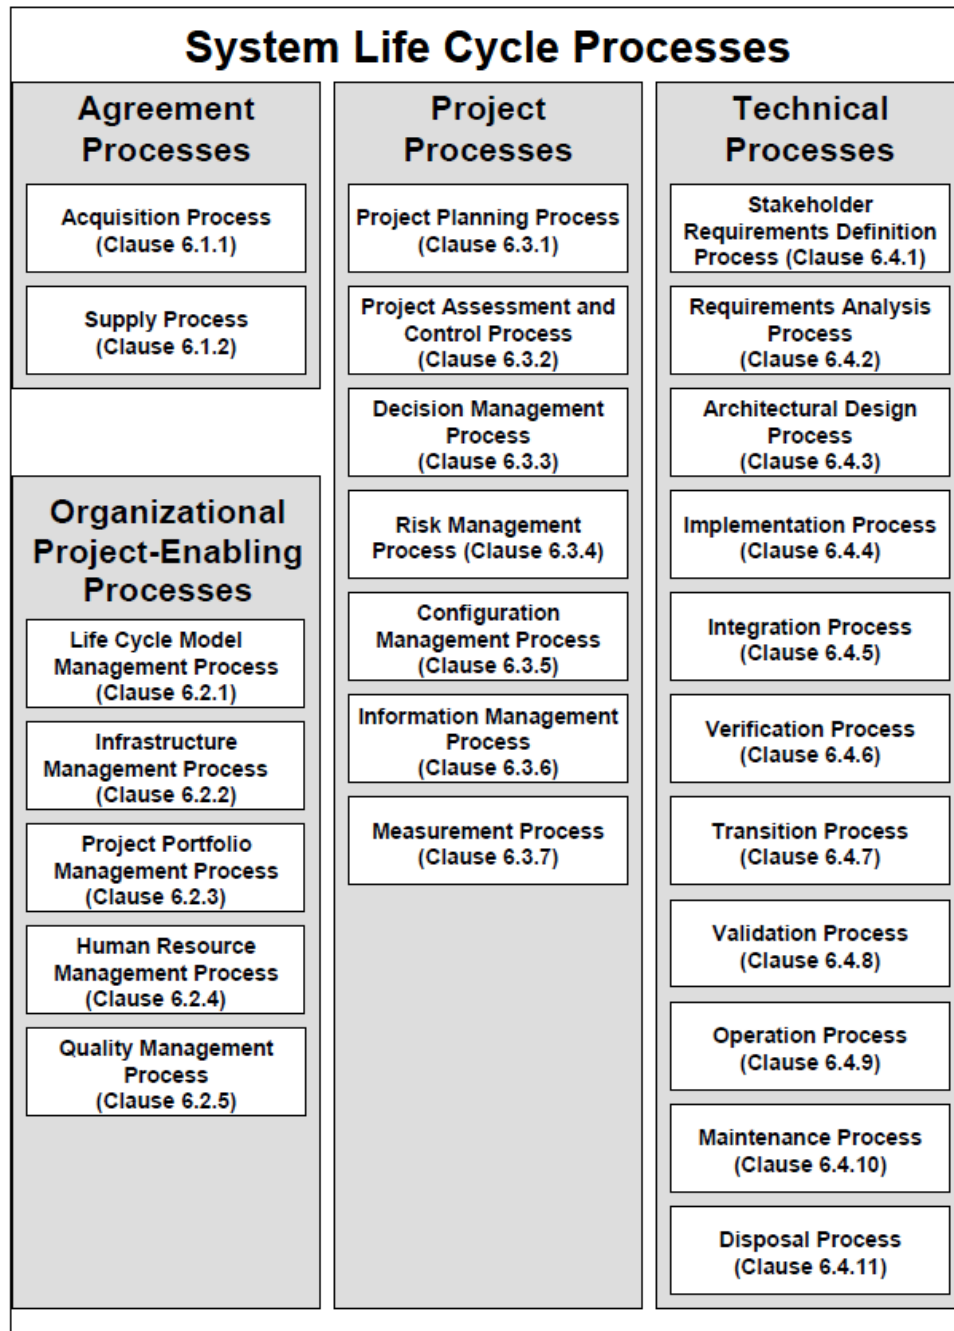 System Life Cycle Processes
Agreement
Processes
Acquisition Process
(Clause 6.1.1)
Supply Process
(Clause 6.1.2)
Organizational
Project-Enabling
Processes
Life Cycle Model
Management Process
(Clause 6.2.1)
Infrastructure
Management Process
(Clause 6.2.2)
Project Portfolio
Management Process
(Clause 6.2.3)
Human Resource
Management Process
(Clause 6.2.4)
Quality Management
Process
(Clause 6.2.5)
Project
Processes
Project Planning Process
(Clause 6.3.1)
Project Assessment and
Control Process
(Clause 6.3.2)
Decision Management
Process
(Clause 6.3.3)
Risk Management
Process (Clause 6.3.4)
Configuration
Management Process
(Clause 6.3.5)
Information Management
Process
(Clause 6.3.6)
Measurement Process
(Clause 6.3.7)
Technical
Processes
Stakeholder
Requirements Definition
Process (Clause 6.4.1)
Requirements Analysis
Process
(Clause 6.4.2)
Architectural Design
Process
(Clause 6.4.3)
Implementation Process
(Clause 6.4.4)
Integration Process
(Clause 6.4.5)
Verification Process
(Clause 6.4.6)
Transition Process
(Clause 6.4.7)
Validation Process
(Clause 6.4.8)
Operation Process
(Clause 6.4.9)
Maintenance Process
(Clause 6.4.10)
Disposal Process
(Clause 6.4.11)